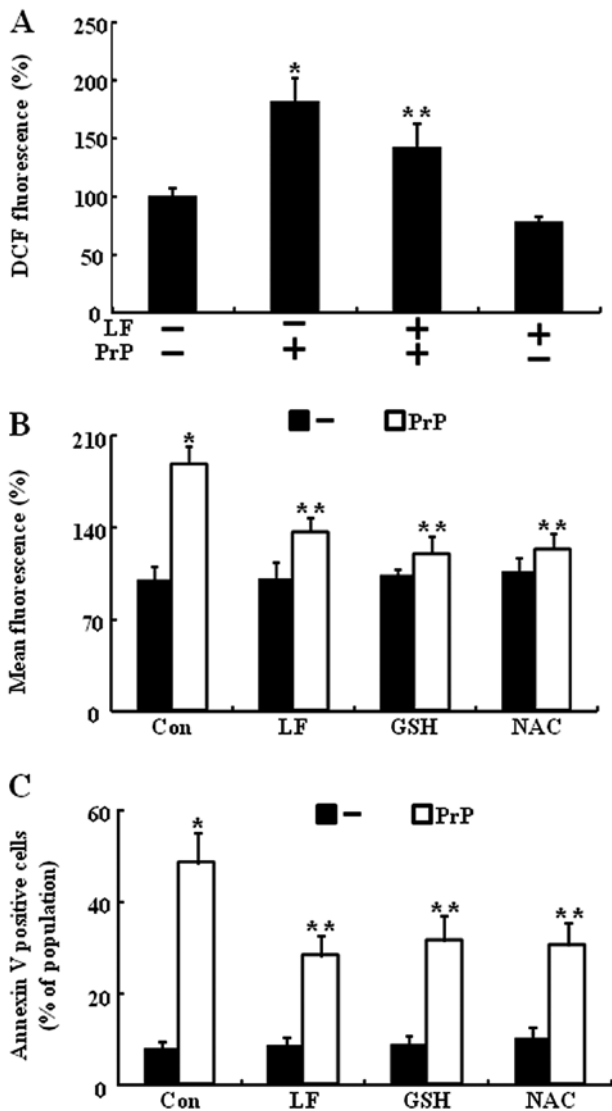 A
DCF fluorescence (%)
250
200
150
100
50
0
*
**
LF − − + +
PrP − + + −
B
− PrP
Mean fluorescence (%)
210
140
70
0
*
**
**
**
Con LF GSH NAC
C
− PrP
Annexin V positive cells
(% of population)
60
40
20
0
*
**
**
**
Con LF GSH NAC